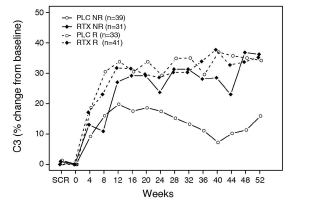 50
40
30
20
10
0
C3 (% change from baseline)
PLC NR (n=39)
RTX NR (n=31)
PLC R (n=33)
RTX R (n=41)
SCR 0 4 8 12 16 20 24 28 32 36 40 44 48 52
Weeks